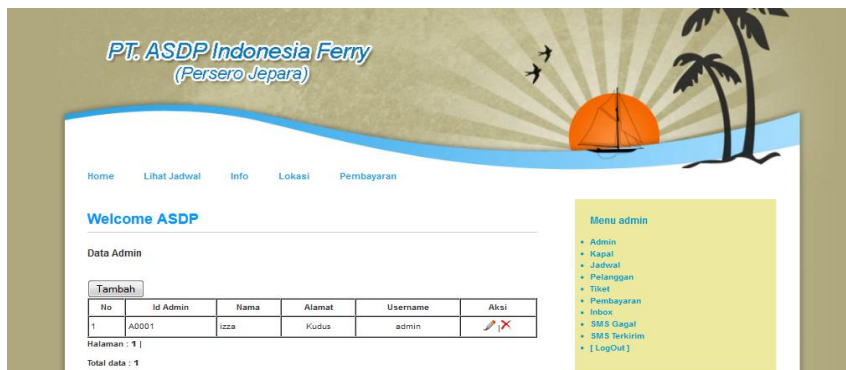 PT. ASDP Indonesia Ferry
(Persero Jepara)
Home Lihat Jadwal Info Lokasi Pembayaran
Welcome ASDP
Data Admin
Tambah
No Id Admin Nama Alamat Username Aksi
1 A0001 izza Kudus admin |
Halaman : 1 |
Total data : 1
Menu admin
• Admin
• Kapal
• Jadwal
• Pelanggan
• Tiket
• Pembayaran
• Inbox
• SMS Gagal
• SMS Terkirim
• [ LogOut ]